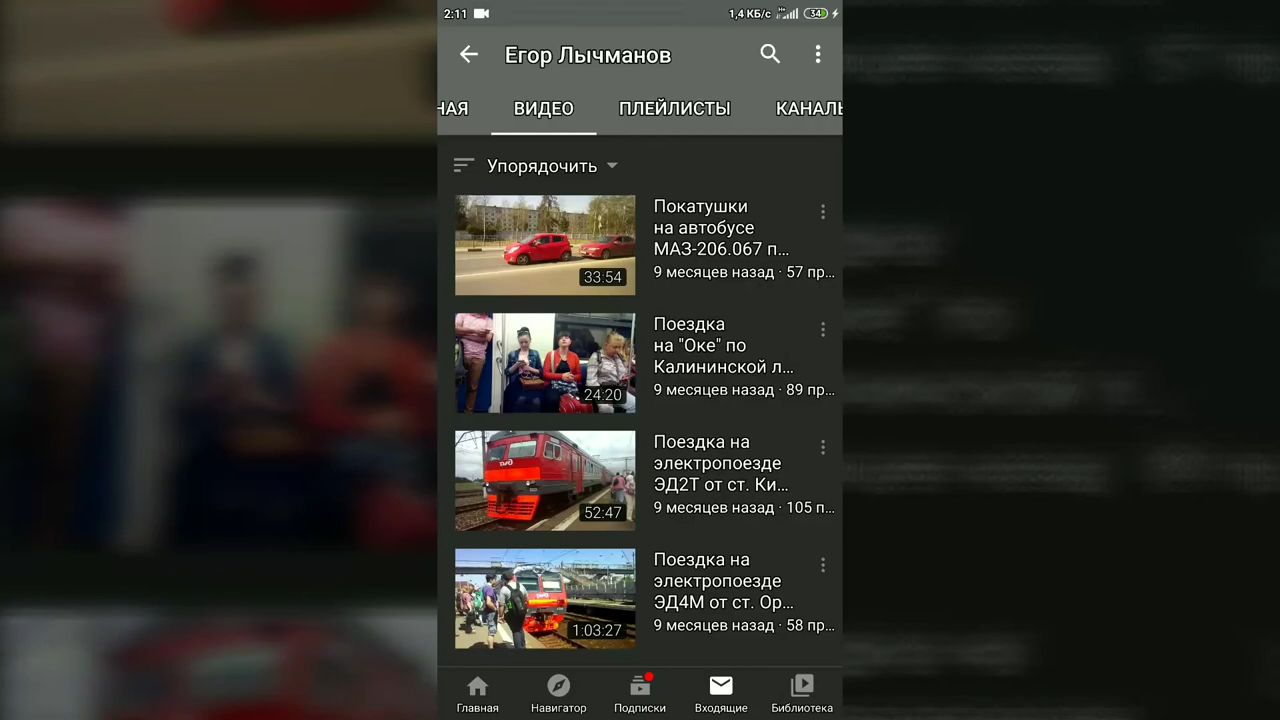 2:11 1,4 КБ/с 34
Егор Лычманов
НАЯ ВИДЕО ПЛЕЙЛИСТЫ КАНАЛЬ
Упорядочить
Покатушки
на автобусе
МАЗ-206.067 п...
9 месяцев назад · 57 пр...
33:54
Поездка
на "Оке" по
Калининской л...
9 месяцев назад · 89 пр...
24:20
Поездка на
электропоезде
ЭД2Т от ст. Ки...
9 месяцев назад · 105 п...
52:47
Поездка на
электропоезде
ЭД4М от ст. Ор...
9 месяцев назад · 58 пр...
1:03:27
Главная Навигатор Подписки Входящие Библиотека